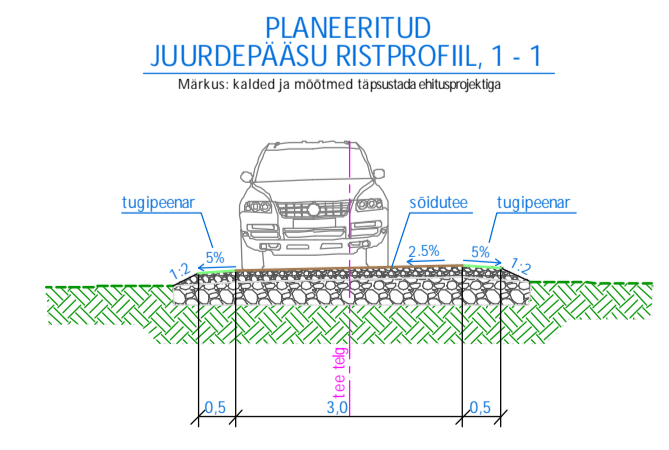 PLANEERITUD
JUURDEPÄÄSU RISTPROFIIL, 1 - 1
Märkus: kalded ja mõõtmed täpsustada ehitusprojektiga
tugipeenar
sõidutee
tugipeenar
1:2
5%
2.5%
5%
1:2
tee telg
0,5
3,0
0,5